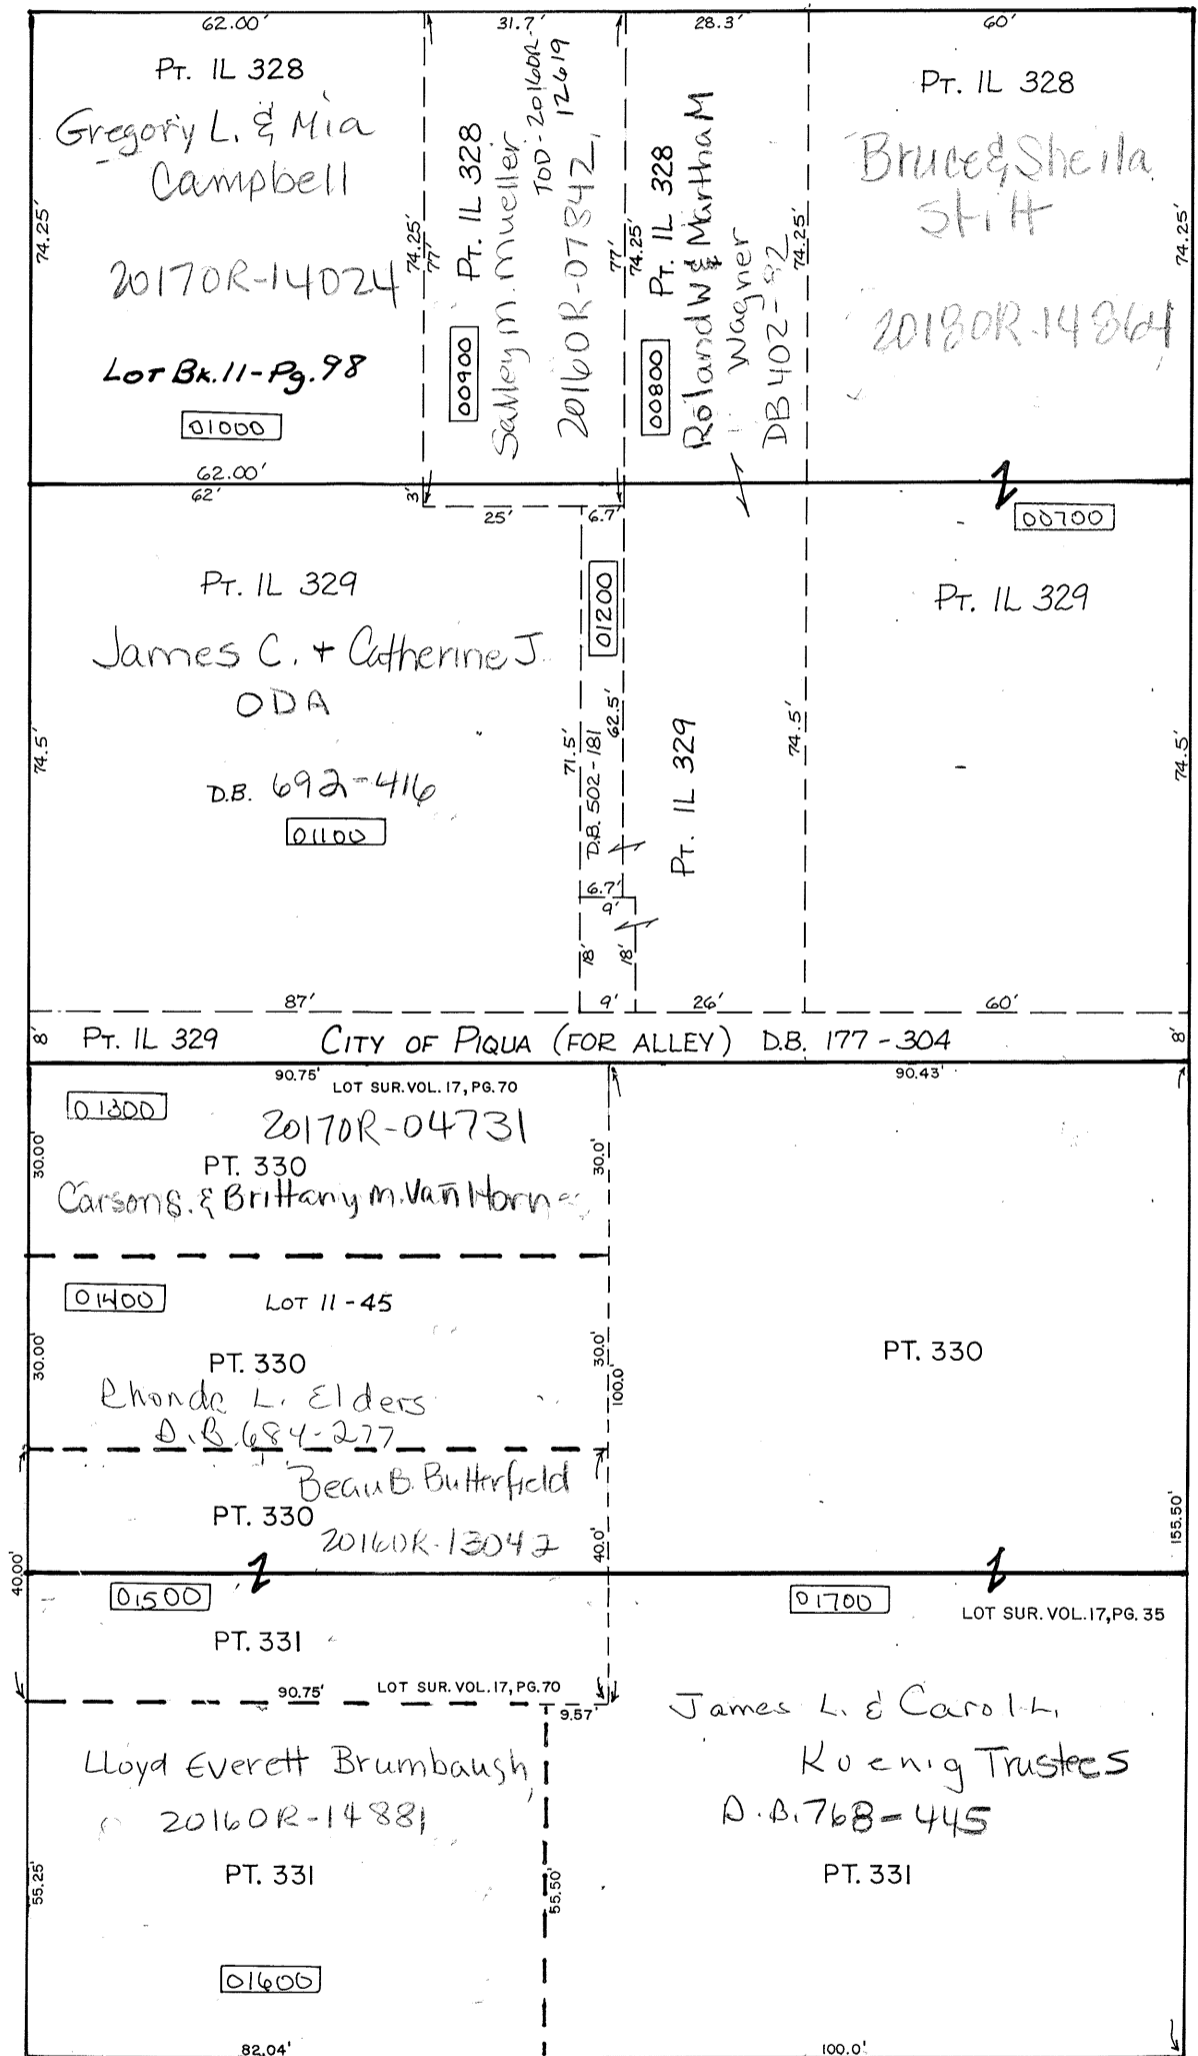 62.00'
31.7'
28.3'
60'
PT. IL 328
Gregory L. & Mia
Campbell
20170R-14024
LOT BK.11-Pg.98
01000
74.25'
74.25'
62.00'
77'
00900
PT. IL 328
Salley M. Mueller
TOD-20160R-
12619
20160R-07842,
77'
74.25'
00800
PT. IL 328
Roland W & Martha M
Wagner
DB 402-92
74.25'
PT. IL 328
Bruce & Sheila
Stitt
20180R-14864
74.25'
62'
3'
25'
6.7'
00700
PT. IL 329
James C. + Catherine J.
ODA
D.B. 692-416
01100
74.5'
71.5'
01200
D.B. 502-181
62.5'
6.7'
9'
18'
18'
PT. IL 329
74.5'
PT. IL 329
74.5'
87'
9'
26'
60'
8'
PT. IL 329
CITY OF PIQUA (FOR ALLEY) D.B. 177-304
8'
90.75'
LOT SUR. VOL. 17, PG. 70
90.43'
01300
20170R-04731
30.00'
PT. 330
30.0'
Carson S. & Brittany M. Van Horn
01400
LOT 11-45
30.00'
PT. 330
30.0'
100.0'
Rhonda L. Elders
D.B. 684-277
PT. 330
Beau B. Butterfield
PT. 330
20160R-13042
40.00'
40.0'
155.50'
01500
01700
LOT SUR. VOL. 17, PG. 35
PT. 331
90.75'
LOT SUR. VOL. 17, PG. 70
9.57'
James L. & Carol L.
Koenig Trustees
D.B. 768-445
PT. 331
Lloyd Everett Brumbaugh
20160R-14881
PT. 331
55.25'
55.50'
01600
82.04'
100.0'